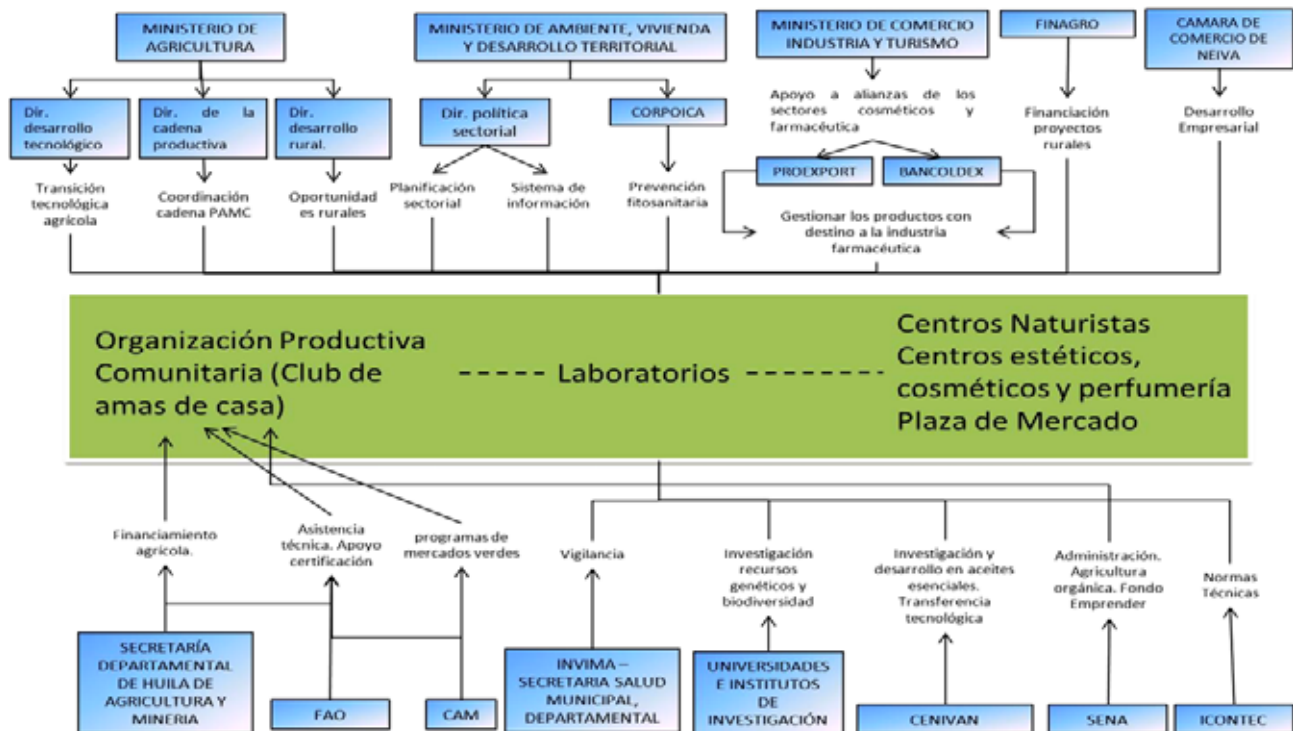 MINISTERIO DE
AGRICULTURA
MINISTERIO DE AMBIENTE, VIVIENDA
Y DESARROLLO TERRITORIAL
MINISTERIO DE COMERCIO
INDUSTRIA Y TURISMO
FINAGRO
CAMARA DE
COMERCIO DE
NEIVA
Dir.
desarrollo
tecnológico
Dir. de la
cadena
productiva
Dir.
desarrollo
rural.
Dir. política
sectorial
CORPOICA
Apoyo a alianzas de los
sectores cosméticos y
farmacéutica
Financiación
proyectos
rurales
Desarrollo
Empresarial
PROEXPORT
BANCOLDEX
Transición
tecnológica
agrícola
Coordinación
cadena PAMC
Oportunidad
es rurales
Planificación
sectorial
Sistema de
información
Prevención
fitosanitaria
Gestionar los productos con
destino a la industria
farmacéutica
Organización Productiva
Comunitaria (Club de
amas de casa)
Laboratorios
Centros Naturistas
Centros estéticos,
cosméticos y perfumería
Plaza de Mercado
Financiamiento
agrícola.
Asistencia
técnica. Apoyo
certificación
programas de
mercados verdes
Vigilancia
Investigación
recursos
genéticos y
biodiversidad
Investigación y
desarrollo en aceites
esenciales.
Transferencia
tecnológica
Administración.
Agricultura
orgánica. Fondo
Emprender
Normas
Técnicas
SECRETARÍA
DEPARTAMENTAL
DE HUILA DE
AGRICULTURA Y
MINERIA
FAO
CAM
INVIMA –
SECRETARIA SALUD
MUNICIPAL,
DEPARTAMENTAL
UNIVERSIDADES
E INSTITUTOS
DE
INVESTIGACIÓN
CENIVAN
SENA
ICONTEC